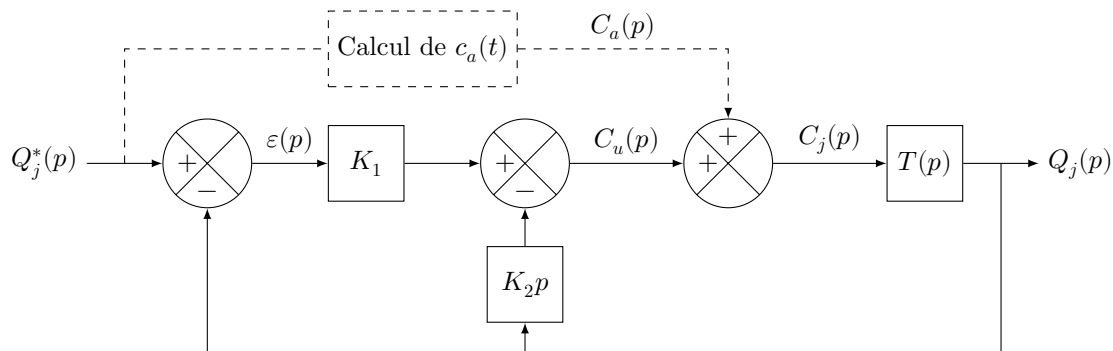 Calcul de c_a(t)
C_a(p)
Q_j^*(p)
+
−
ε(p)
K_1
+
−
C_u(p)
+
+
C_j(p)
T(p)
Q_j(p)
K_2p